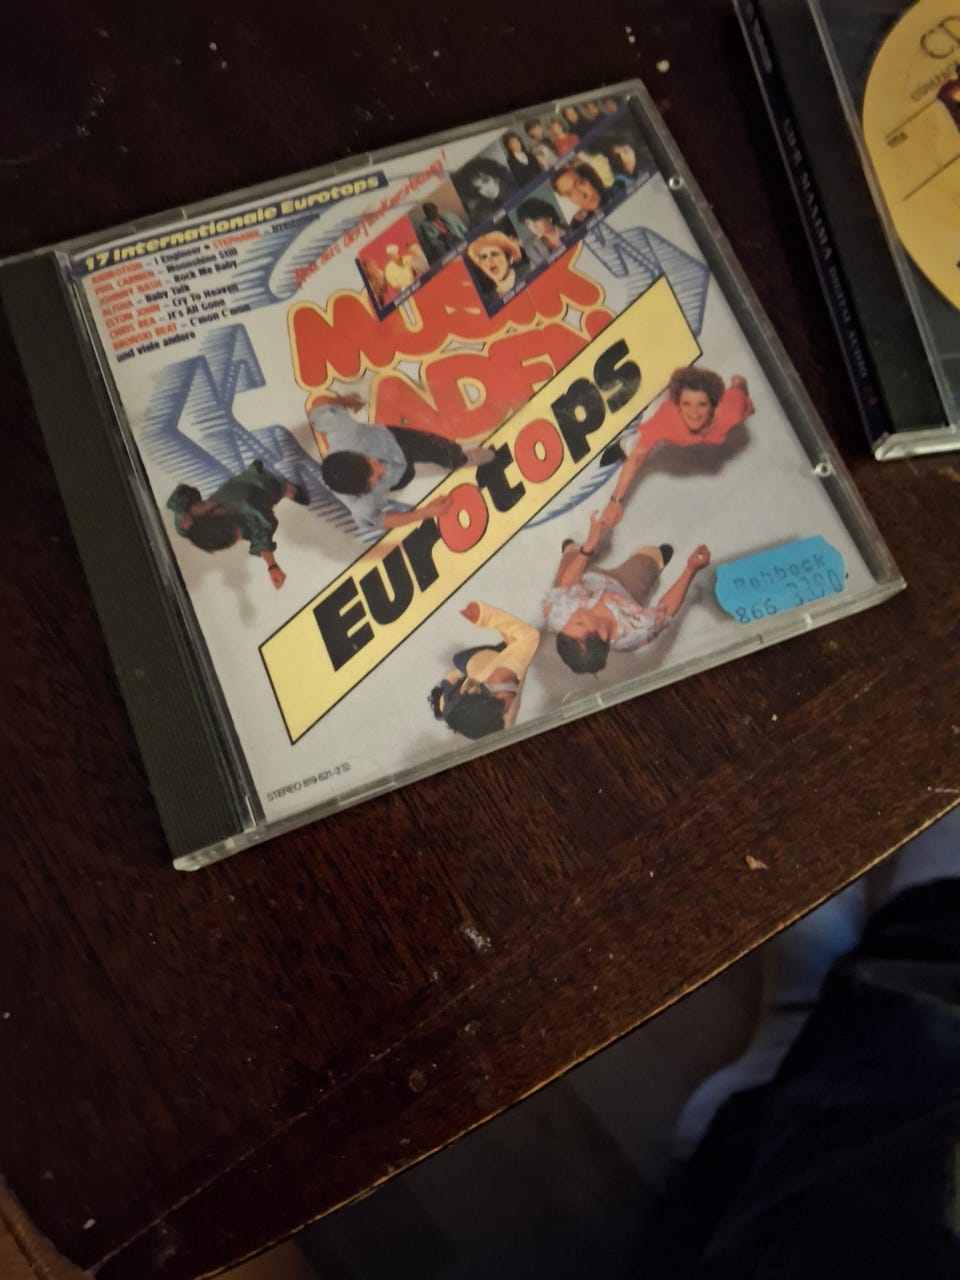 17 internationale Eurotops
ANIMOTION – I Engineer • STEPHANIE –
PHIL CARMEN – Moonshine Still
JOHNNY NASH – Rock Me Baby
ALISHA – Baby Talk
ELTON JOHN – Cry To Heaven
CHRIS REA – It's All Gone
BRONSKI BEAT – C'mon C'mon
und viele andere
MUSIK
LADEN
Eurotops
866 3390
STEREO 819 621-2
CD